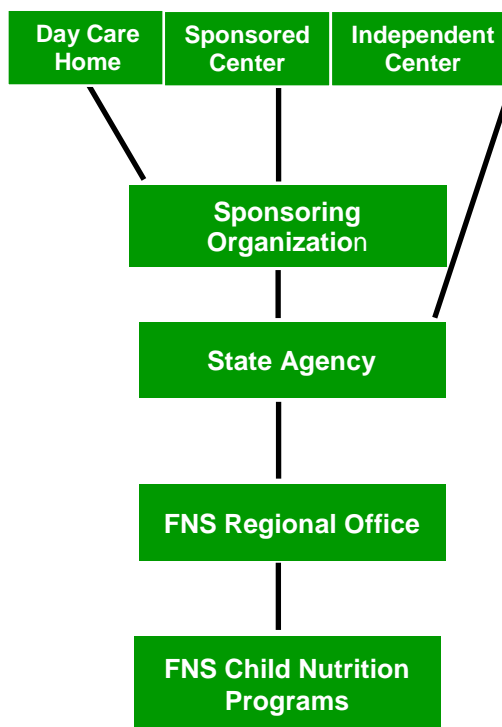 Day Care
Home
Sponsored
Center
Independent
Center
Sponsoring
Organization
State Agency
FNS Regional Office
FNS Child Nutrition
Programs